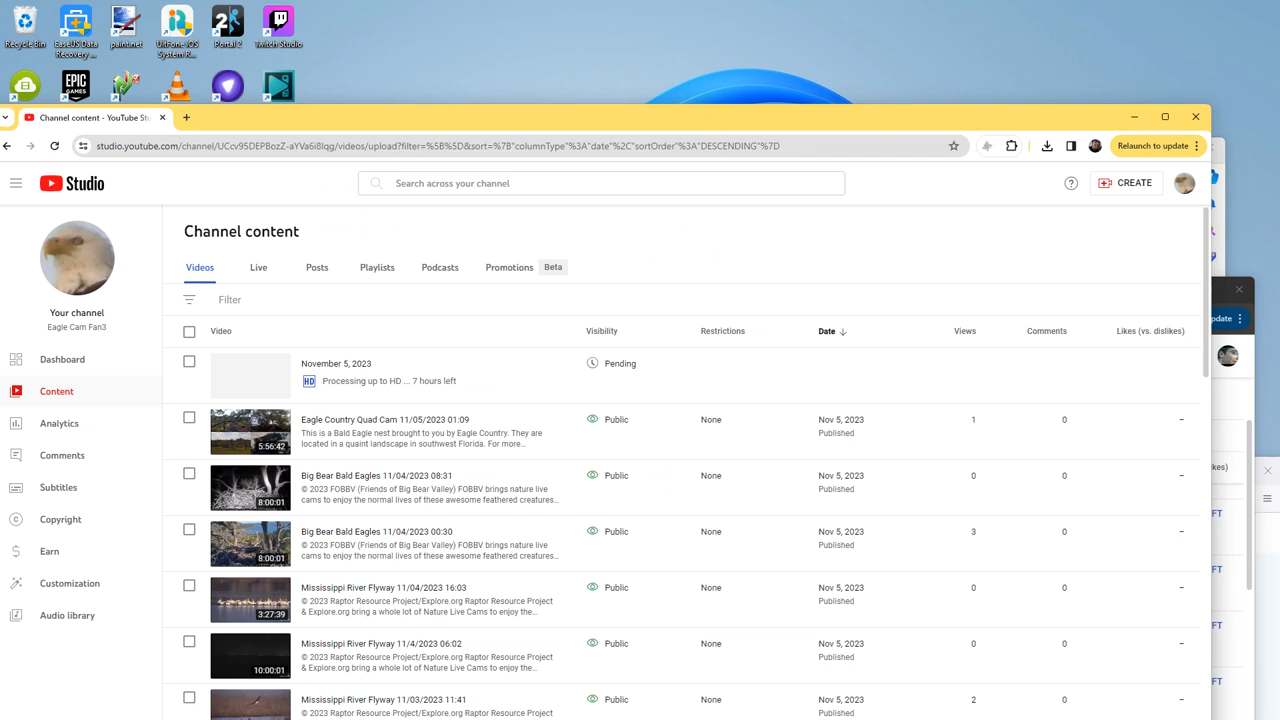 Recycle Bin
EaseUS Data Recovery ...
paint.net
UltFone iOS System R...
Portal 2
Twitch Studio
EPIC GAMES
Channel content - YouTube Stu
studio.youtube.com/channel/UCcv95DEPBozZ-aYVa6i8lqg/videos/upload?filter=%5B%5D&sort=%7B"columnType"%3A"date"%2C"sortOrder"%3A"DESCENDING"%7D
Relaunch to update
Studio
Search across your channel
CREATE
Channel content
Videos
Live
Posts
Playlists
Podcasts
Promotions
Beta
Your channel
Eagle Cam Fan3
Dashboard
Content
Analytics
Comments
Subtitles
Copyright
Earn
Customization
Audio library
Filter
Video Visibility Restrictions Date Views Comments Likes (vs. dislikes)
November 5, 2023 Pending
HD Processing up to HD ... 7 hours left
5:56:42
Eagle Country Quad Cam 11/05/2023 01:09 Public None Nov 5, 2023 1 0 –
This is a Bald Eagle nest brought to you by Eagle Country. They are Published
located in a quaint landscape in southwest Florida. For more...
8:00:01
Big Bear Bald Eagles 11/04/2023 08:31 Public None Nov 5, 2023 0 0 –
© 2023 FOBBV (Friends of Big Bear Valley) FOBBV brings nature live Published
cams to enjoy the normal lives of these awesome feathered creatures...
8:00:01
Big Bear Bald Eagles 11/04/2023 00:30 Public None Nov 5, 2023 3 0 –
© 2023 FOBBV (Friends of Big Bear Valley) FOBBV brings nature live Published
cams to enjoy the normal lives of these awesome feathered creatures...
3:27:39
Mississippi River Flyway 11/04/2023 16:03 Public None Nov 5, 2023 0 0 –
© 2023 Raptor Resource Project/Explore.org Raptor Resource Project Published
& Explore.org bring a whole lot of Nature Live Cams to enjoy the...
10:00:01
Mississippi River Flyway 11/4/2023 06:02 Public None Nov 5, 2023 0 0 –
© 2023 Raptor Resource Project/Explore.org Raptor Resource Project Published
& Explore.org bring a whole lot of Nature Live Cams to enjoy the...
Mississippi River Flyway 11/03/2023 11:41 Public None Nov 5, 2023 2 0 –
© 2023 Raptor Resource Project/Explore.org Raptor Resource Project Published
pdate
kes)
FT
FT
FT
FT